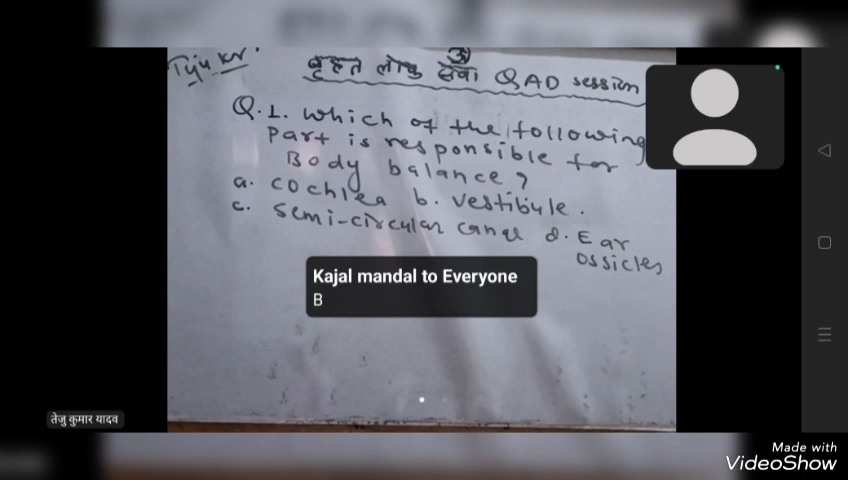 Tiju kr.
बृहत लोक सेवा QAD session
ॐ
Q.1. Which of the following
Part is responsible for
Body balance?
a. cochlea b. vestibule.
c. Semi-circular canal d. Ear
ossicles
Kajal mandal to Everyone
B
तेजु कुमार यादव
Made with
VideoShow